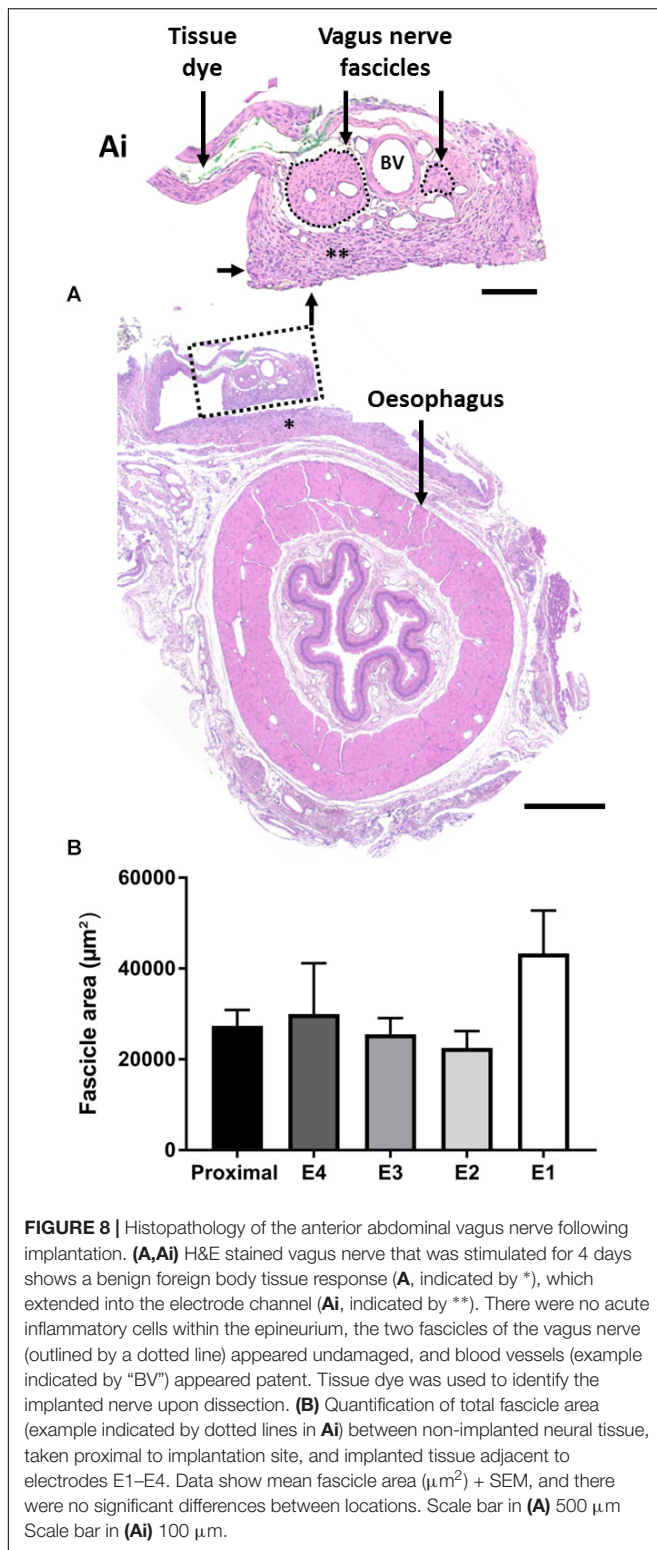 Tissue dye
Vagus nerve fascicles
Ai
BV
**
A
*
Oesophagus
B
60000
40000
20000
0
Fascicle area (µm²)
Proximal E4 E3 E2 E1
FIGURE 8 | Histopathology of the anterior abdominal vagus nerve following
implantation. (A,Ai) H&E stained vagus nerve that was stimulated for 4 days
shows a benign foreign body tissue response (A, indicated by *), which
extended into the electrode channel (Ai, indicated by **). There were no acute
inflammatory cells within the epineurium, the two fascicles of the vagus nerve
(outlined by a dotted line) appeared undamaged, and blood vessels (example
indicated by “BV”) appeared patent. Tissue dye was used to identify the
implanted nerve upon dissection. (B) Quantification of total fascicle area
(example indicated by dotted lines in Ai) between non-implanted neural tissue,
taken proximal to implantation site, and implanted tissue adjacent to
electrodes E1–E4. Data show mean fascicle area (µm²) + SEM, and there
were no significant differences between locations. Scale bar in (A) 500 µm
Scale bar in (Ai) 100 µm.